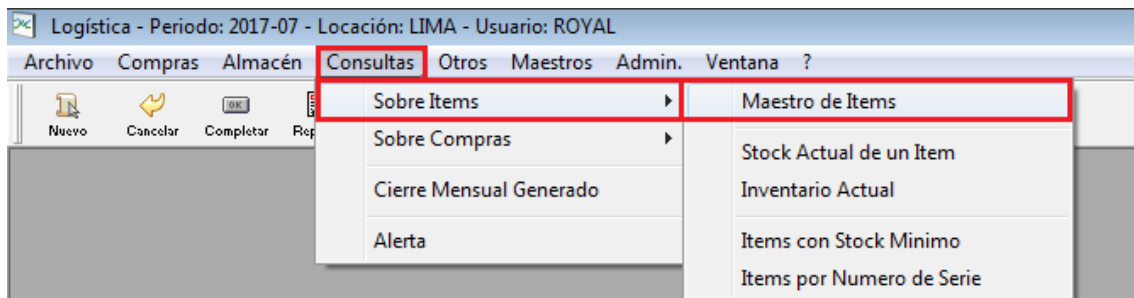 Logística - Periodo: 2017-07 - Locación: LIMA - Usuario: ROYAL
Archivo Compras Almacén Consultas Otros Maestros Admin. Ventana ?
Nuevo Cancelar Completar Rep
Sobre Items
Sobre Compras
Cierre Mensual Generado
Alerta
Maestro de Items
Stock Actual de un Item
Inventario Actual
Items con Stock Minimo
Items por Numero de Serie